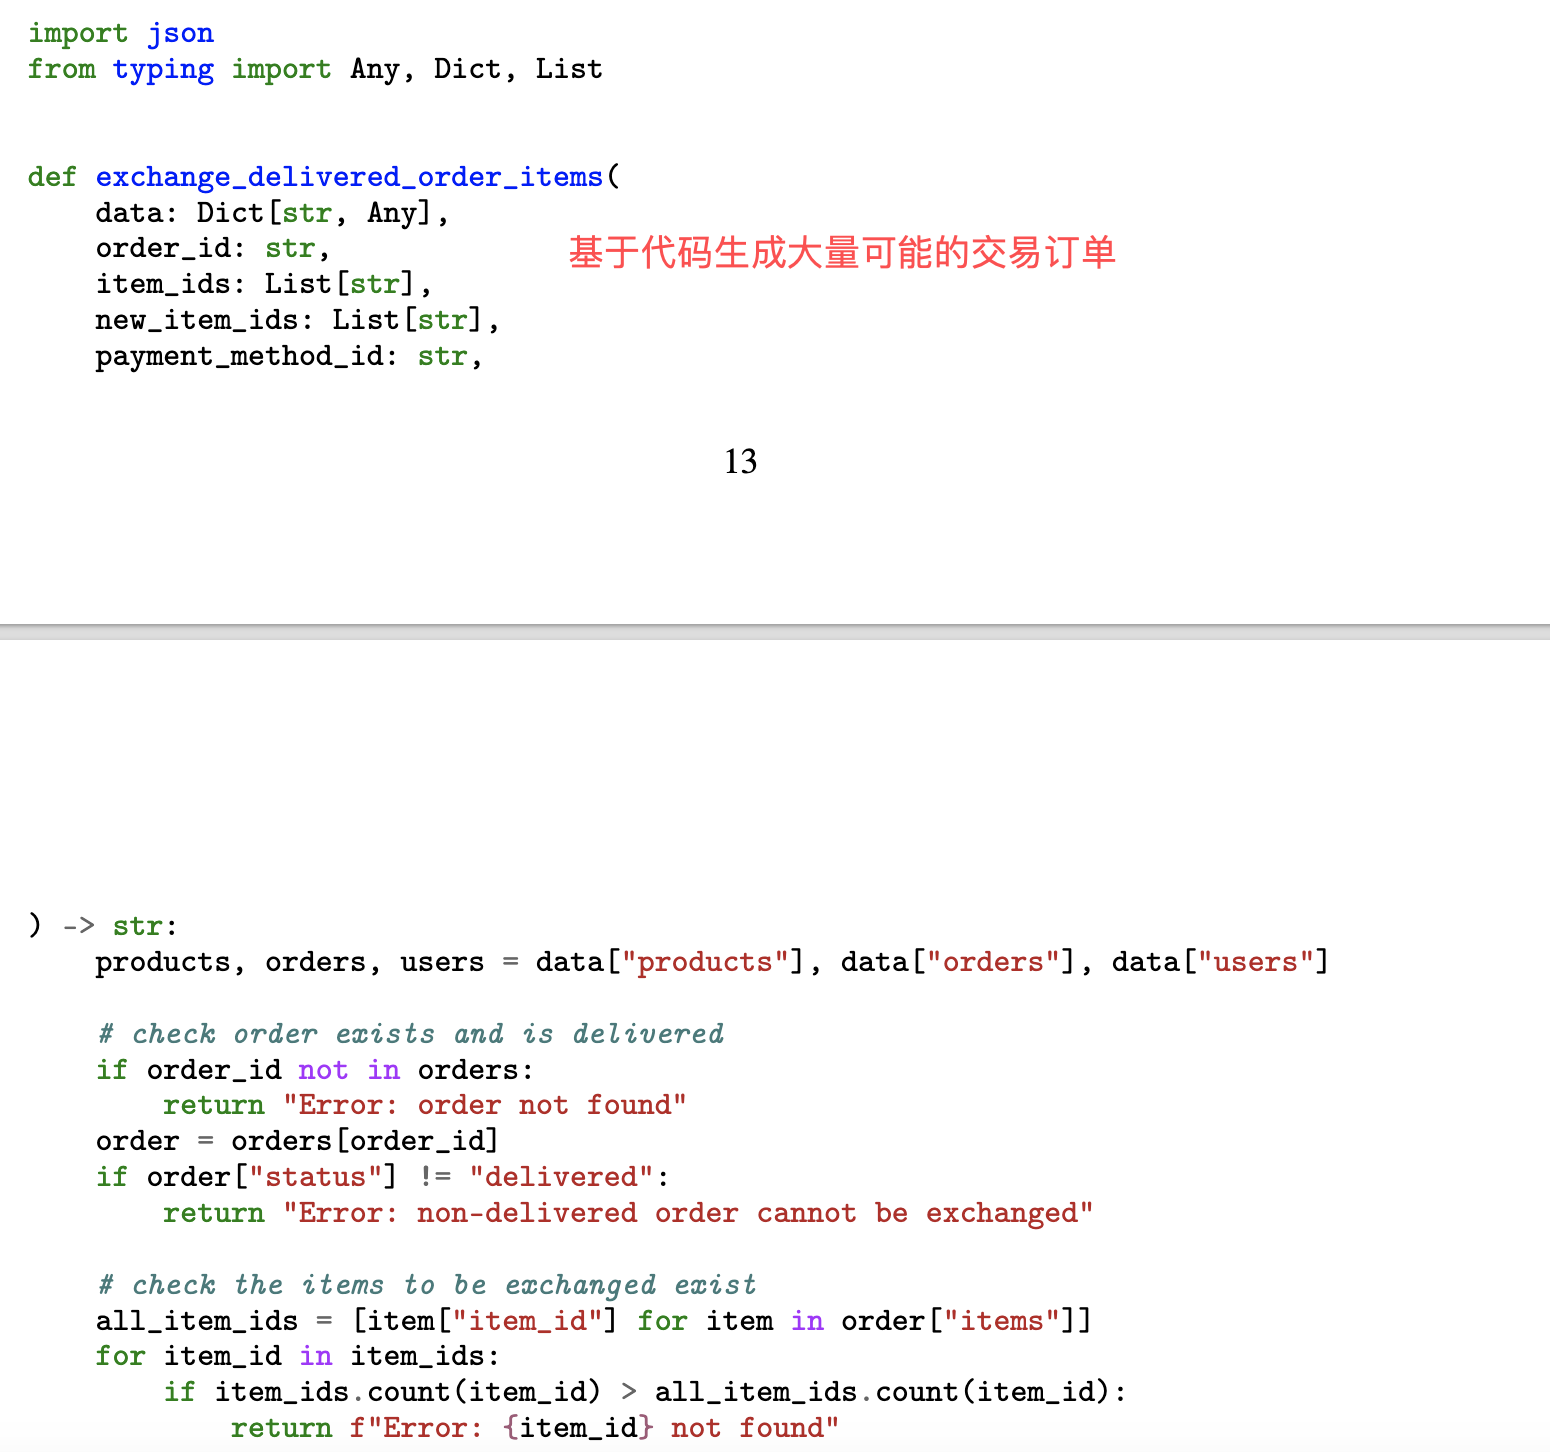 import json
from typing import Any, Dict, List
def exchange_delivered_order_items(
    data: Dict[str, Any],
    order_id: str,
基于代码生成大量可能的交易订单
    item_ids: List[str],
    new_item_ids: List[str],
    payment_method_id: str,
13
) -> str:
    products, orders, users = data["products"], data["orders"], data["users"]
    # check order exists and is delivered
    if order_id not in orders:
        return "Error: order not found"
    order = orders[order_id]
    if order["status"] != "delivered":
        return "Error: non-delivered order cannot be exchanged"
    # check the items to be exchanged exist
    all_item_ids = [item["item_id"] for item in order["items"]]
    for item_id in item_ids:
        if item_ids.count(item_id) > all_item_ids.count(item_id):
            return f"Error: {item_id} not found"